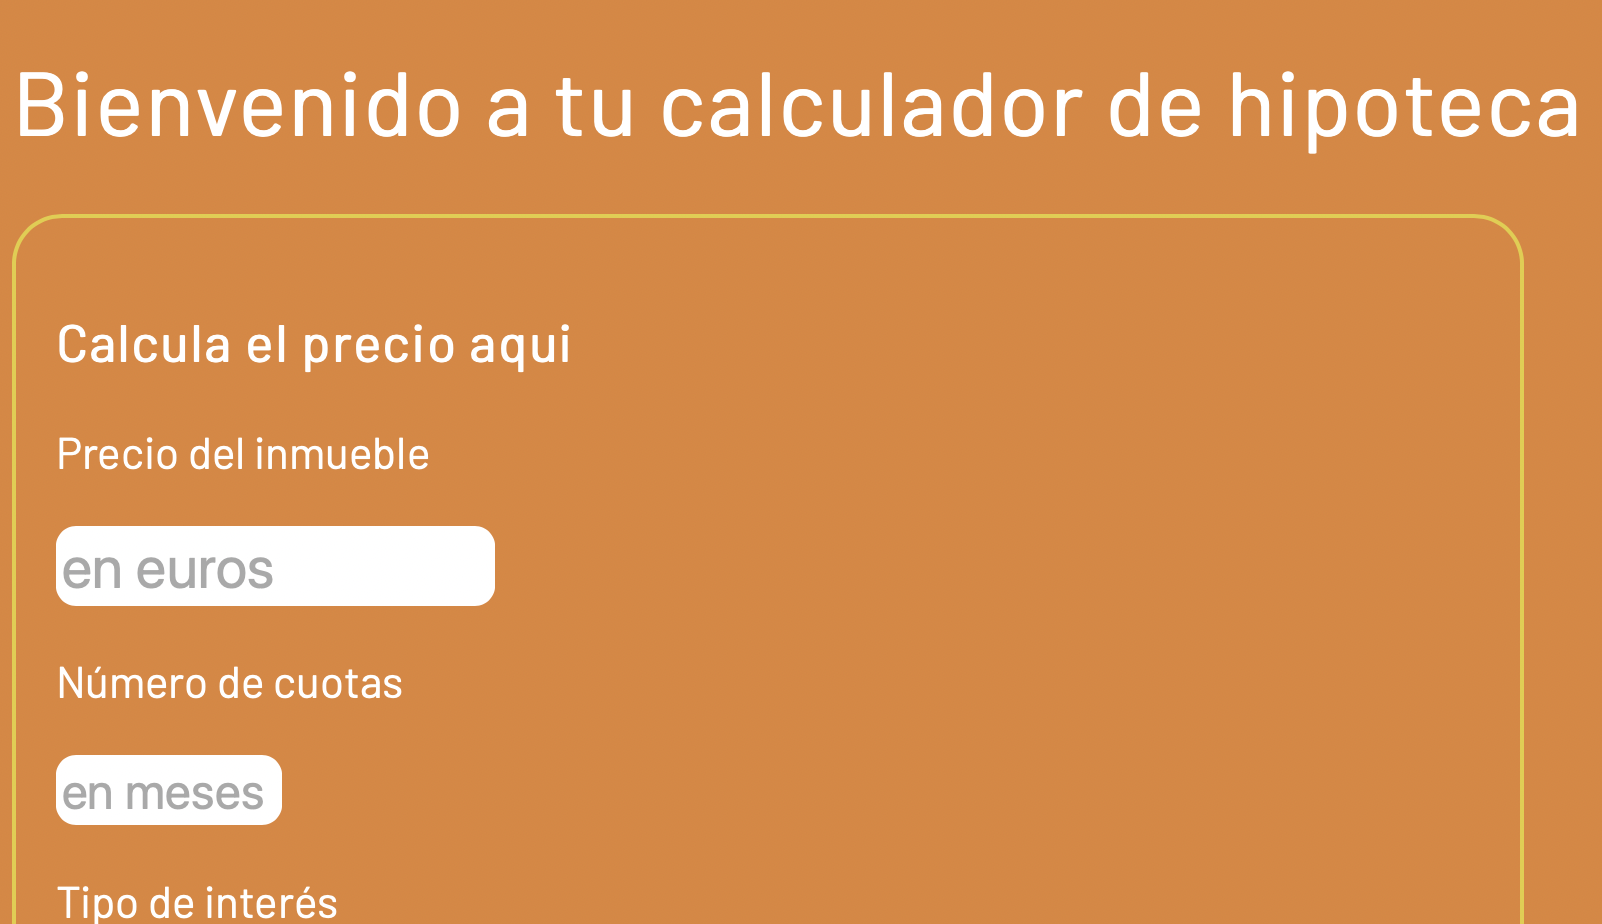 Bienvenido a tu calculador de hipoteca
Calcula el precio aqui
Precio del inmueble
en euros
Número de cuotas
en meses
Tipo de interés